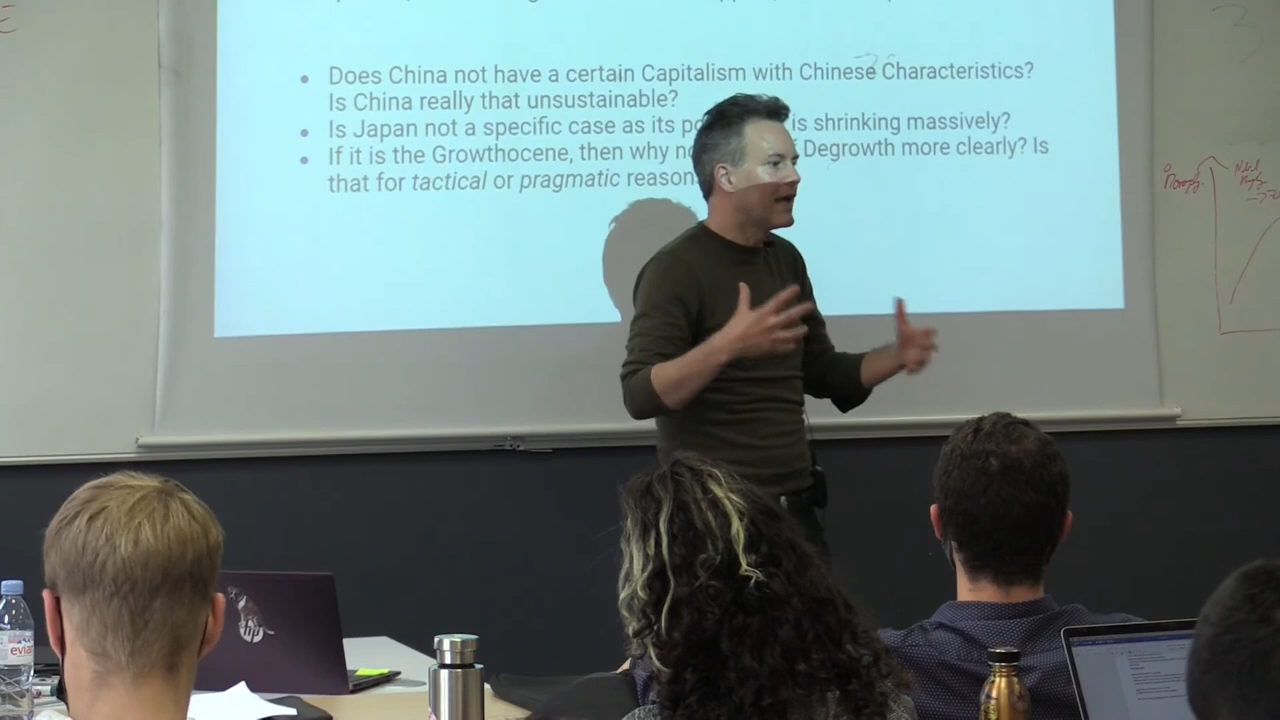 Does China not have a certain Capitalism with Chinese Characteristics?
Is China really that unsustainable?
Is Japan not a specific case as its is shrinking massively?
If it is the Growthocene, then why Degrowth more clearly? Is
that for tactical or pragmatic
hp
evian
3